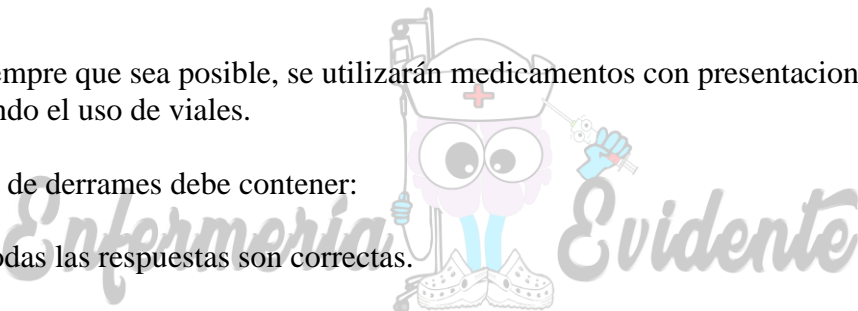 empre que sea posible, se utilizarán medicamentos con presentacion
ndo el uso de viales.
de derrames debe contener:
Enfermería Evidente
odas las respuestas son correctas.